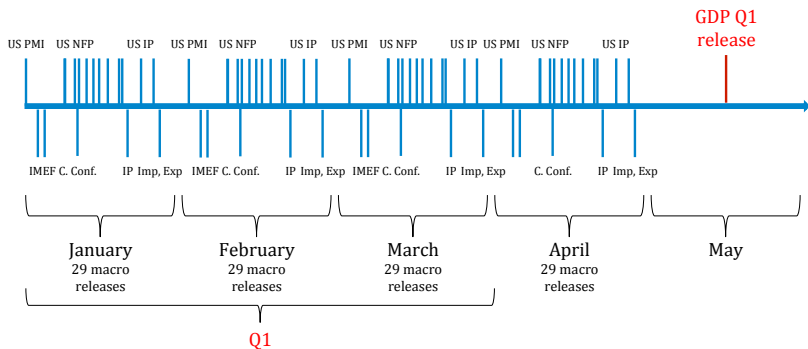 GDP Q1
release
US PMI US NFP US IP US PMI US NFP US IP US PMI US NFP US IP US PMI US NFP US IP
IMEF C. Conf. IP Imp, Exp IMEF C. Conf. IP Imp, Exp IMEF C. Conf. IP Imp, Exp C. Conf. IP Imp, Exp
January February March April May
29 macro 29 macro 29 macro 29 macro
releases releases releases releases
Q1